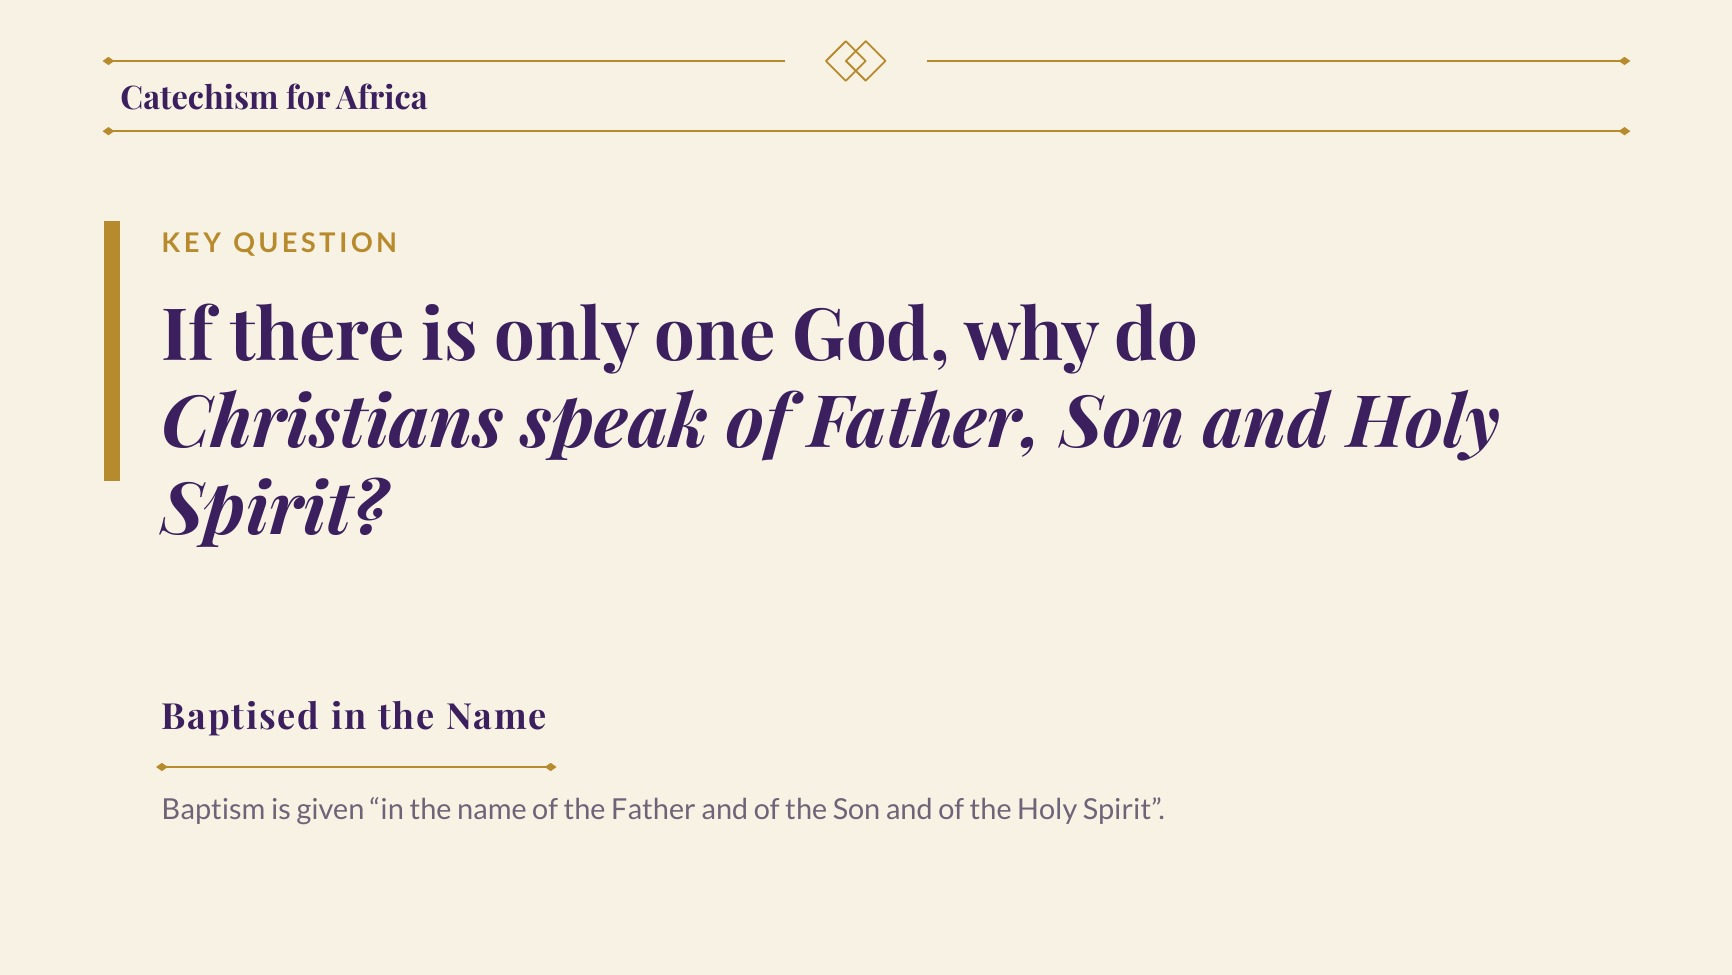 Catechism for Africa
KEY QUESTION
If there is only one God, why do
Christians speak of Father, Son and Holy
Spirit?
Baptised in the Name
Baptism is given “in the name of the Father and of the Son and of the Holy Spirit”.